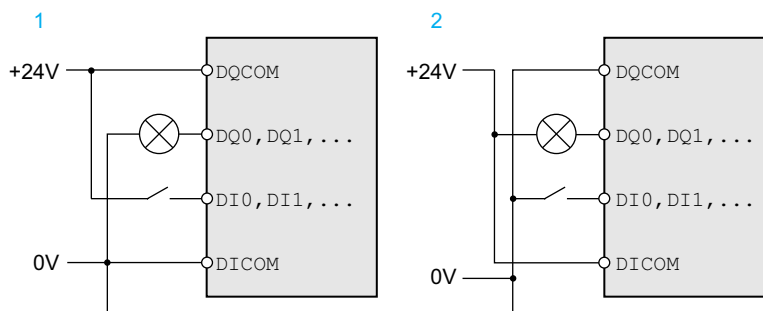 1
+24V
DQCOM
DQ0,DQ1,...
DI0,DI1,...
0V
DICOM
2
+24V
DQCOM
DQ0,DQ1,...
DI0,DI1,...
DICOM
0V